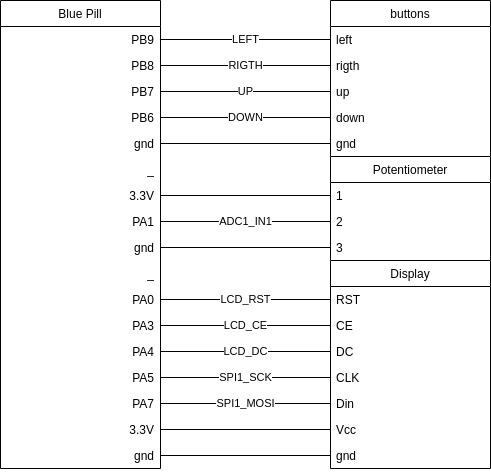 Blue Pill buttons
PB9 LEFT left
PB8 RIGTH rigth
PB7 UP up
PB6 DOWN down
gnd gnd
_ Potentiometer
3.3V 1
PA1 ADC1_IN1 2
gnd 3
_ Display
PA0 LCD_RST RST
PA3 LCD_CE CE
PA4 LCD_DC DC
PA5 SPI1_SCK CLK
PA7 SPI1_MOSI Din
3.3V Vcc
gnd gnd